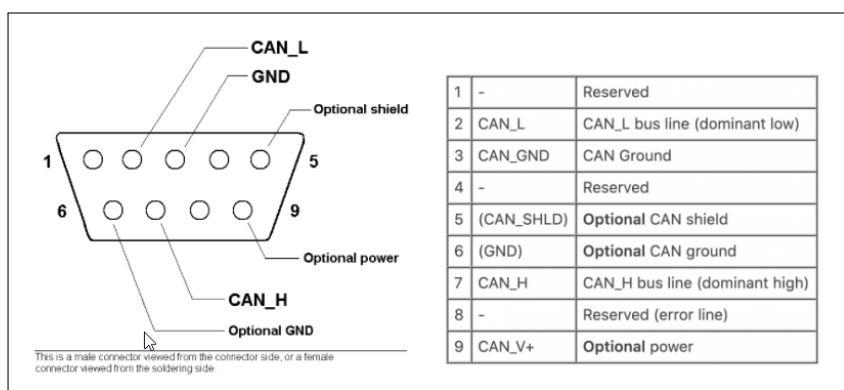 CAN_L
GND
Optional shield
1
5
6
9
Optional power
CAN_H
Optional GND
This is a male connector viewed from the connector side, or a female
connector viewed from the soldering side.
1 - Reserved
2 CAN_L CAN_L bus line (dominant low)
3 CAN_GND CAN Ground
4 - Reserved
5 (CAN_SHLD) Optional CAN shield
6 (GND) Optional CAN ground
7 CAN_H CAN_H bus line (dominant high)
8 - Reserved (error line)
9 CAN_V+ Optional power